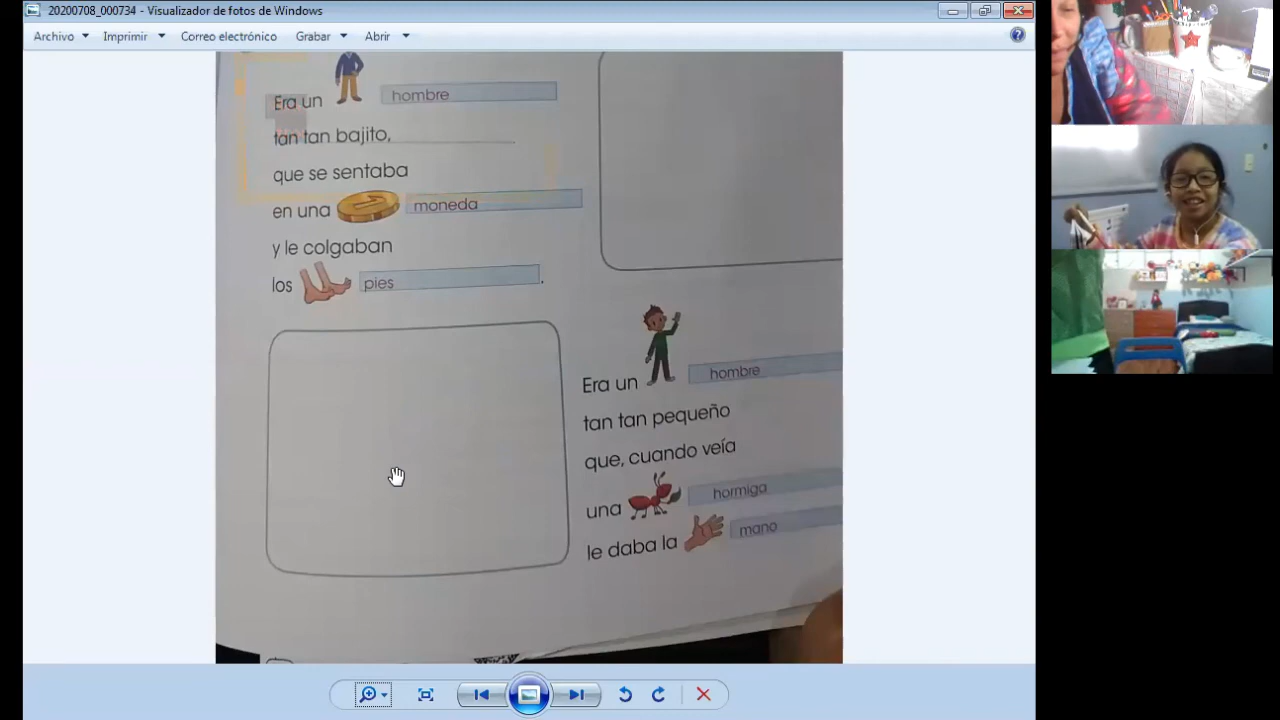 20200708_000734 - Visualizador de fotos de Windows
Archivo Imprimir Correo electrónico Grabar Abrir
Era un hombre
tan tan bajito,
que se sentaba
en una moneda
y le colgaban
los pies.
Era un hombre
tan tan pequeño
que, cuando veía
una hormiga
le daba la mano